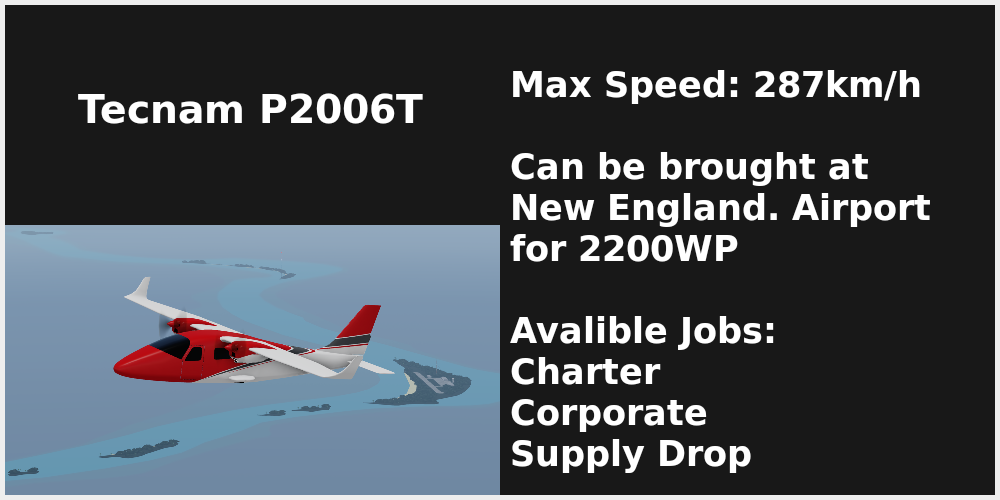 Tecnam P2006T
Max Speed: 287km/h
Can be brought at
New England. Airport
for 2200WP
Avalible Jobs:
Charter
Corporate
Supply Drop